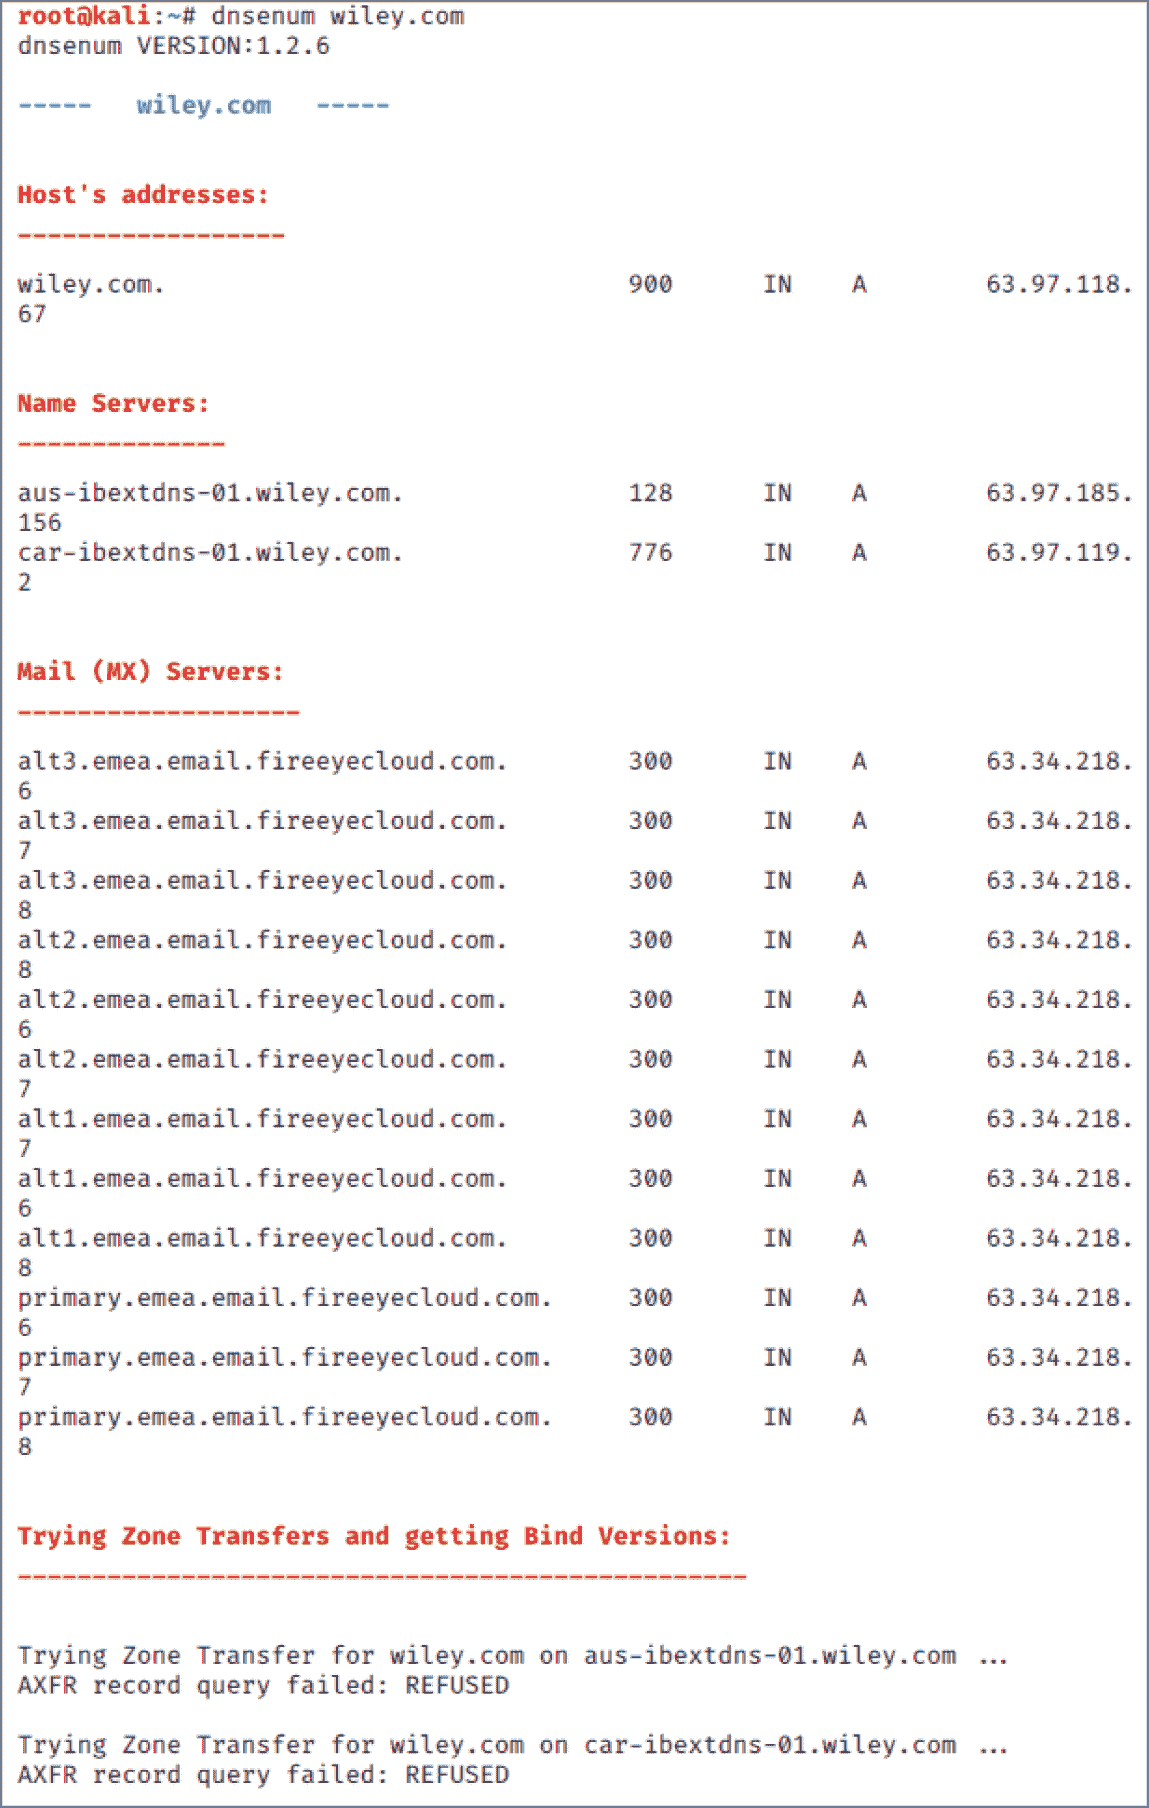 root@kali:~# dnsenum wiley.com
dnsenum VERSION:1.2.6
-----   wiley.com   -----
Host's addresses:
------------------
wiley.com.                               900      IN    A        63.97.118.
67
Name Servers:
--------------
aus-ibextdns-01.wiley.com.               128      IN    A        63.97.185.
156
car-ibextdns-01.wiley.com.               776      IN    A        63.97.119.
2
Mail (MX) Servers:
-------------------
alt3.emea.email.fireeyecloud.com.        300      IN    A        63.34.218.
6
alt3.emea.email.fireeyecloud.com.        300      IN    A        63.34.218.
7
alt3.emea.email.fireeyecloud.com.        300      IN    A        63.34.218.
8
alt2.emea.email.fireeyecloud.com.        300      IN    A        63.34.218.
8
alt2.emea.email.fireeyecloud.com.        300      IN    A        63.34.218.
6
alt2.emea.email.fireeyecloud.com.        300      IN    A        63.34.218.
7
alt1.emea.email.fireeyecloud.com.        300      IN    A        63.34.218.
7
alt1.emea.email.fireeyecloud.com.        300      IN    A        63.34.218.
6
alt1.emea.email.fireeyecloud.com.        300      IN    A        63.34.218.
8
primary.emea.email.fireeyecloud.com.     300      IN    A        63.34.218.
6
primary.emea.email.fireeyecloud.com.     300      IN    A        63.34.218.
7
primary.emea.email.fireeyecloud.com.     300      IN    A        63.34.218.
8
Trying Zone Transfers and getting Bind Versions:
-------------------------------------------------
Trying Zone Transfer for wiley.com on aus-ibextdns-01.wiley.com ...
AXFR record query failed: REFUSED
Trying Zone Transfer for wiley.com on car-ibextdns-01.wiley.com ...
AXFR record query failed: REFUSED